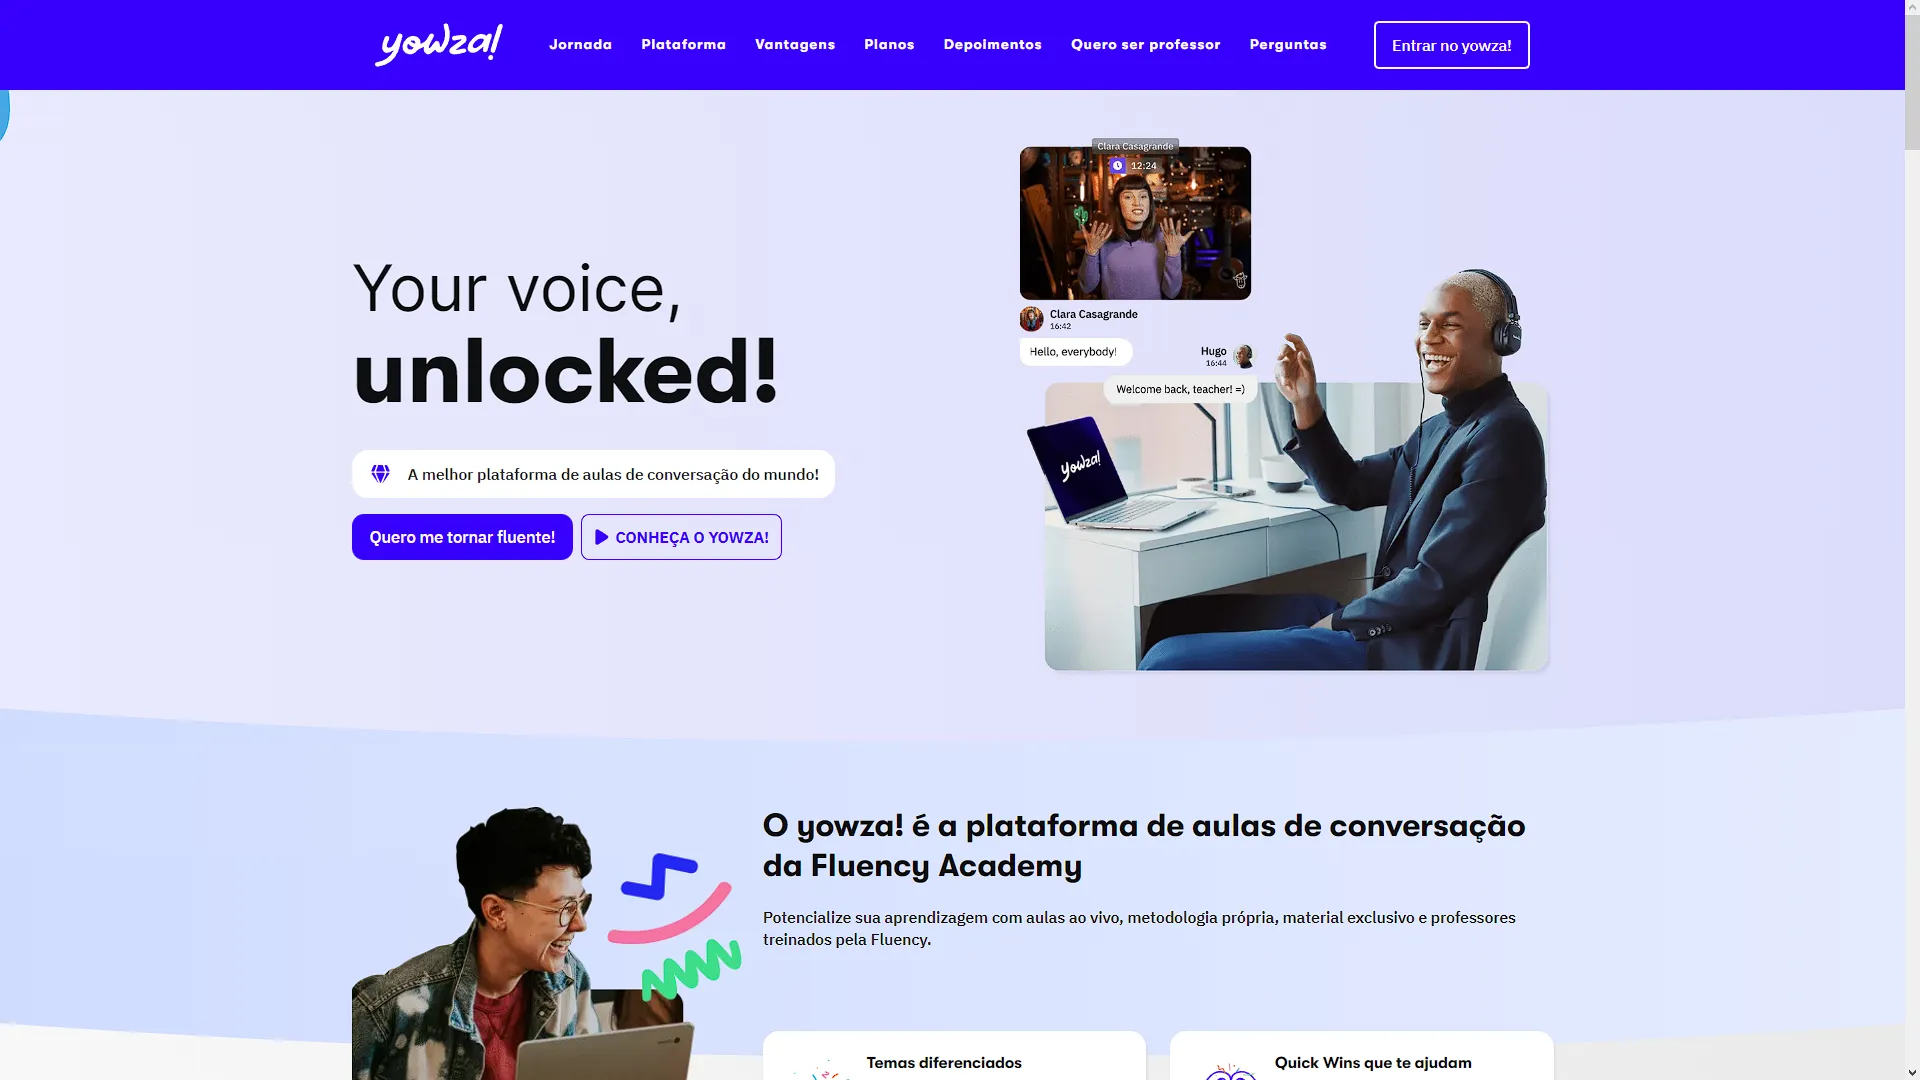 yowza!
Jornada
Plataforma
Vantagens
Planos
Depoimentos
Quero ser professor
Perguntas
Entrar no yowza!
Clara Casagrande
12:24
Clara Casagrande
16:42
Hello, everybody!
Hugo
16:44
Welcome back, teacher! =)
yowza!
Your voice,
unlocked!
A melhor plataforma de aulas de conversação do mundo!
Quero me tornar fluente!
CONHEÇA O YOWZA!
O yowza! é a plataforma de aulas de conversação
da Fluency Academy
Potencialize sua aprendizagem com aulas ao vivo, metodologia própria, material exclusivo e professores
treinados pela Fluency.
Temas diferenciados
Quick Wins que te ajudam